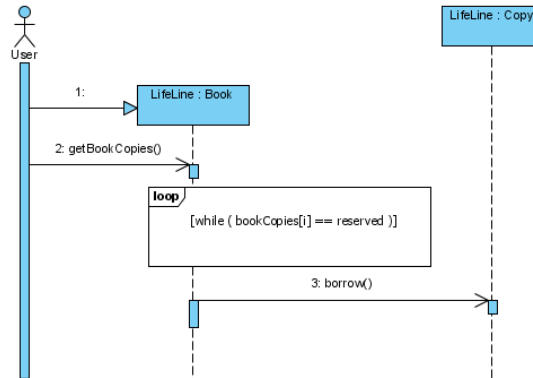 LifeLine : Copy
User
1:
LifeLine : Book
2: getBookCopies()
loop
[while ( bookCopies[i] == reserved )]
3: borrow()